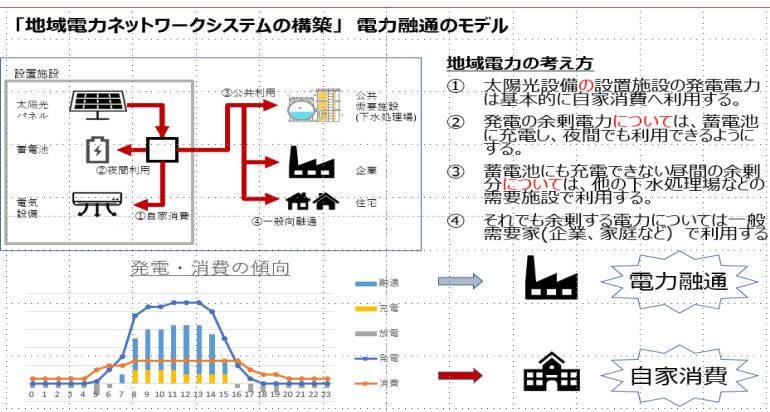 「地域電力ネットワークシステムの構築」 電力融通のモデル
設置施設
太陽光
パネル
蓄電池
電気
設備
②夜間利用
①自家消費
③公共利用
④一般向融通
公共
需要施設
(下水処理場)
企業
住宅
地域電力の考え方
① 太陽光設備の設置施設の発電電力
は基本的に自家消費へ利用する。
② 発電の余剰電力については、蓄電池
に充電し、夜間でも利用できるように
する。
③ 蓄電池にも充電できない昼間の余剰
分については、他の下水処理場などの
需要施設で利用する。
④ それでも余剰する電力については一般
需要家(企業、家庭など) で利用する
発電・消費の傾向
融通
充電
放電
発電
消費
0 1 2 3 4 5 6 7 8 9 10 11 12 13 14 15 16 17 18 19 20 21 22 23
電力融通
自家消費